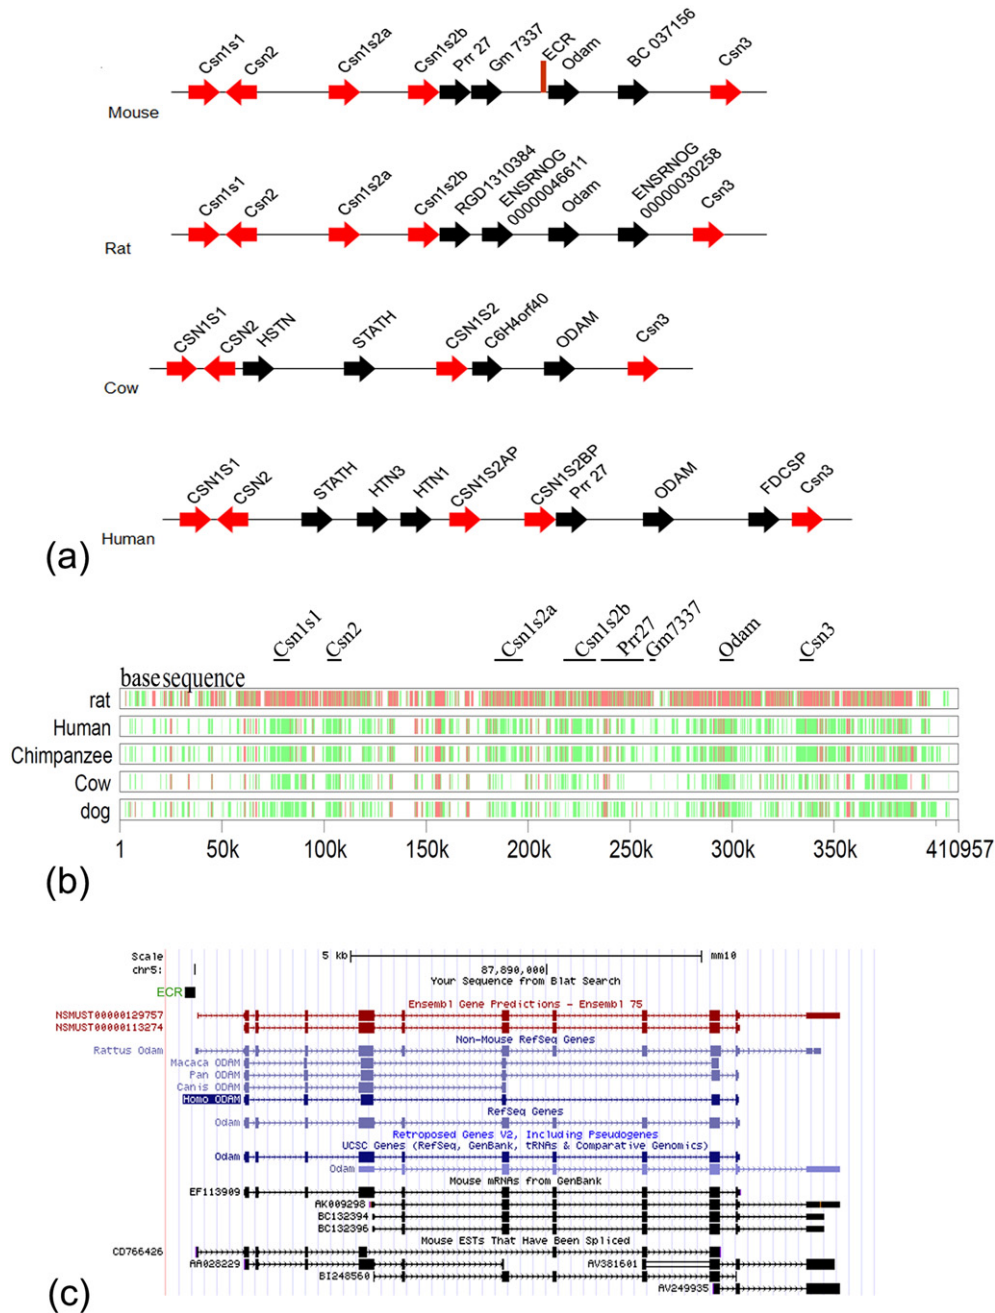 Csn1s1 Csn2 Csn1s2a Csn1s2b Prr 27 Gm 7337 ECR Odam BC 037156 Csn3
Mouse
Csn1s1 Csn2 Csn1s2a Csn1s2b RGD1310384 ENSRNOG 00000046611 Odam ENSRNOG 00000030258 Csn3
Rat
CSN1S1 CSN2 HSTN STATH CSN1S2 C6H4orf40 ODAM Csn3
Cow
CSN1S1 CSN2 STATH HTN3 HTN1 CSN1S2AP CSN1S2BP Prr 27 ODAM FDCSP Csn3
Human
(a)
Csn1s1 Csn2 Csn1s2a Csn1s2b Prr27 Gm7337 Odam Csn3
base sequence
rat
Human
Chimpanzee
Cow
dog
1 50k 100k 150k 200k 250k 300k 350k 410957
(b)
Scale 5 kb mm10
chr5: 87,890,000
Your Sequence from Blat Search
ECR
Ensembl Gene Predictions - Ensembl 75
NSMUST00000129757
NSMUST00000113274
Non-Mouse RefSeq Genes
Rattus Odam
Macaca ODAM
Pan ODAM
Canis ODAM
Homo ODAM
RefSeq Genes
Odam
Retroposed Genes V2, Including Pseudogenes
UCSC Genes (RefSeq, GenBank, tRNAs & Comparative Genomics)
Odam
Odam
Mouse mRNAs from GenBank
EF113909
AK009298
BC132394
BC132396
Mouse ESTs That Have Been Spliced
CD766426
AA028229 AV381601
BI248560
AV249935
(c)